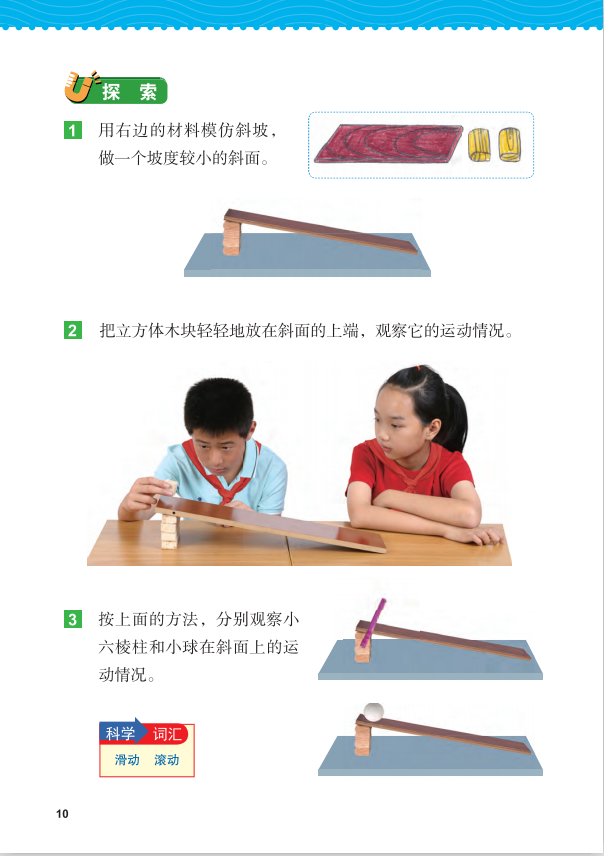 探 索
1 用右边的材料模仿斜坡，
做一个坡度较小的斜面。
2 把立方体木块轻轻地放在斜面的上端，观察它的运动情况。
3 按上面的方法，分别观察小
六棱柱和小球在斜面上的运
动情况。
科学 词汇
滑动 滚动
10